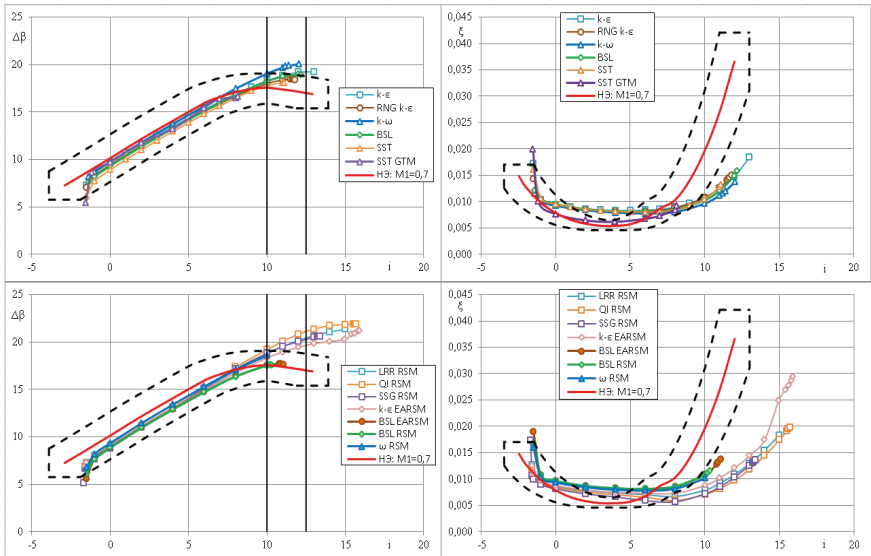 25
Δβ
20
15
10
5
0
-5
0
5
10
15
i
20
k-ε
RNG k-ε
k-ω
BSL
SST
SST GTM
НЭ: М1=0,7
0,045
ξ
0,040
0,035
0,030
0,025
0,020
0,015
0,010
0,005
0,000
-5
0
5
10
15
i
20
k-ε
RNG k-ε
k-ω
BSL
SST
SST GTM
НЭ: М1=0,7
25
Δβ
20
15
10
5
0
-5
0
5
10
15
i
20
LRR RSM
QI RSM
SSG RSM
k-ε EARSM
BSL EARSM
BSL RSM
ω RSM
НЭ: М1=0,7
0,045
ξ
0,040
0,035
0,030
0,025
0,020
0,015
0,010
0,005
0,000
-5
0
5
10
15
i
20
LRR RSM
QI RSM
SSG RSM
k-ε EARSM
BSL EARSM
BSL RSM
ω RSM
НЭ: М1=0,7